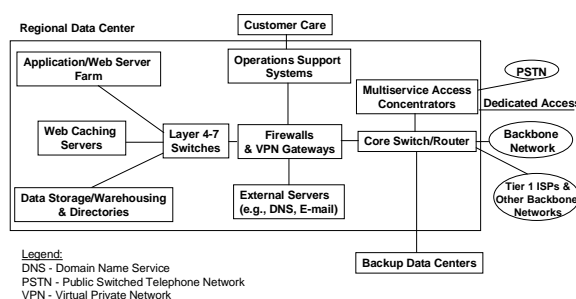 Customer Care
Regional Data Center
Application/Web Server
Farm
Operations Support
Systems
PSTN
Multiservice Access
Concentrators
Dedicated Access
Web Caching
Servers
Layer 4-7
Switches
Firewalls
& VPN Gateways
Core Switch/Router
Backbone
Network
Data Storage/Warehousing
& Directories
External Servers
(e.g., DNS, E-mail)
Tier 1 ISPs &
Other Backbone
Networks
Backup Data Centers
Legend:
DNS - Domain Name Service
PSTN - Public Switched Telephone Network
VPN - Virtual Private Network